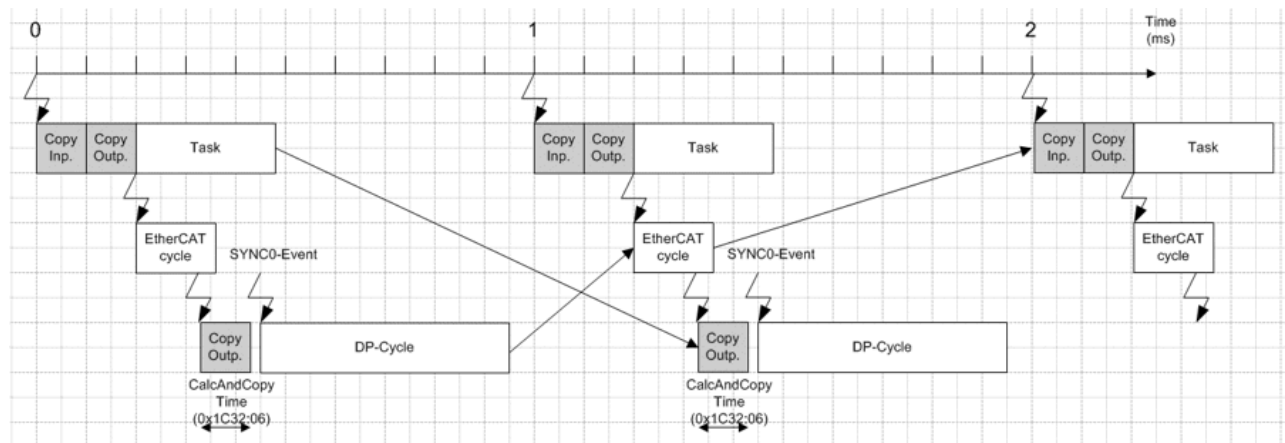 0
1
2
Time
(ms)
Copy
Inp.
Copy
Outp.
Task
Copy
Inp.
Copy
Outp.
Task
Copy
Inp.
Copy
Outp.
Task
EtherCAT
cycle
SYNC0-Event
EtherCAT
cycle
SYNC0-Event
EtherCAT
cycle
Copy
Outp.
DP-Cycle
Copy
Outp.
DP-Cycle
CalcAndCopy
Time
(0x1C32:06)
CalcAndCopy
Time
(0x1C32:06)